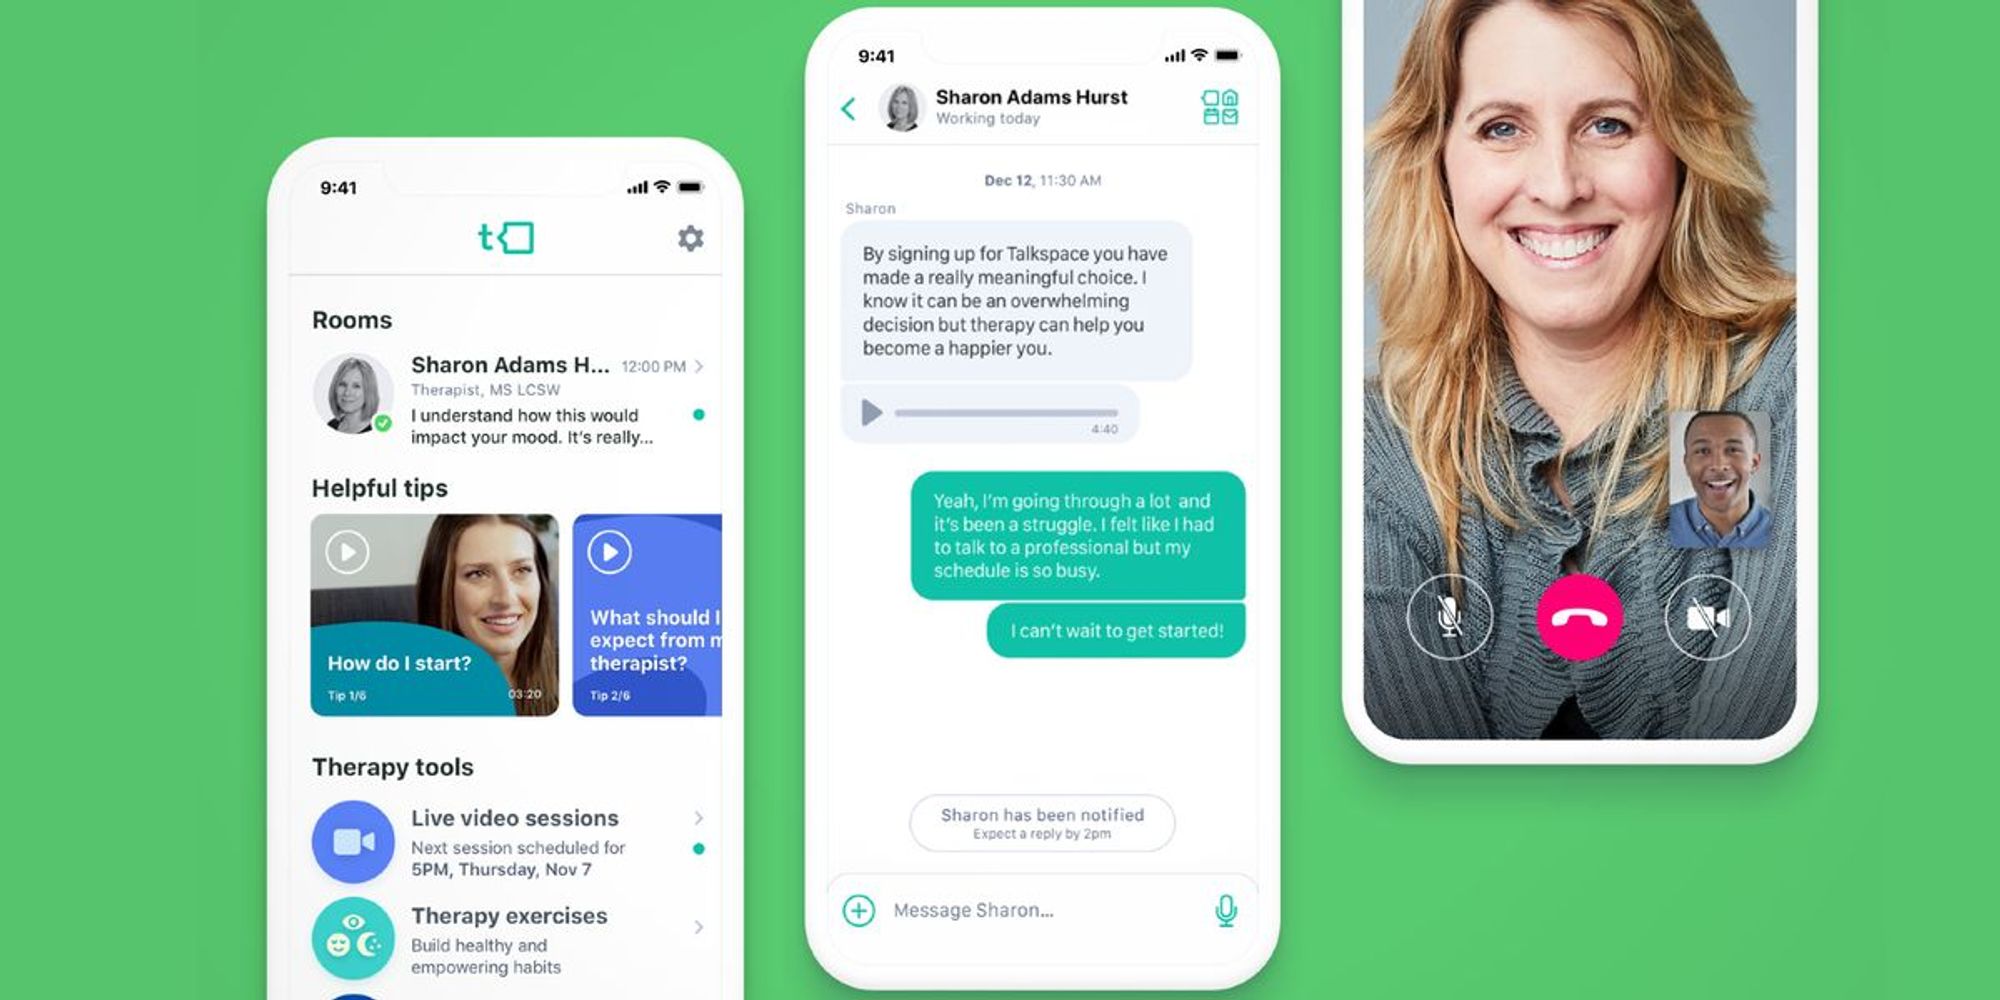 9:41
t
Rooms
Sharon Adams H... 12:00 PM
Therapist, MS LCSW
I understand how this would
impact your mood. It's really...
Helpful tips
How do I start?
Tip 1/6
03:20
What should I
expect from m
therapist?
Tip 2/6
Therapy tools
Live video sessions
Next session scheduled for
5PM, Thursday, Nov 7
Therapy exercises
Build healthy and
empowering habits
9:41
Sharon Adams Hurst
Working today
Dec 12, 11:30 AM
Sharon
By signing up for Talkspace you have
made a really meaningful choice. I
know it can be an overwhelming
decision but therapy can help you
become a happier you.
4:40
Yeah, I'm going through a lot and
it's been a struggle. I felt like I had
to talk to a professional but my
schedule is so busy.
I can't wait to get started!
Sharon has been notified
Expect a reply by 2pm
Message Sharon...